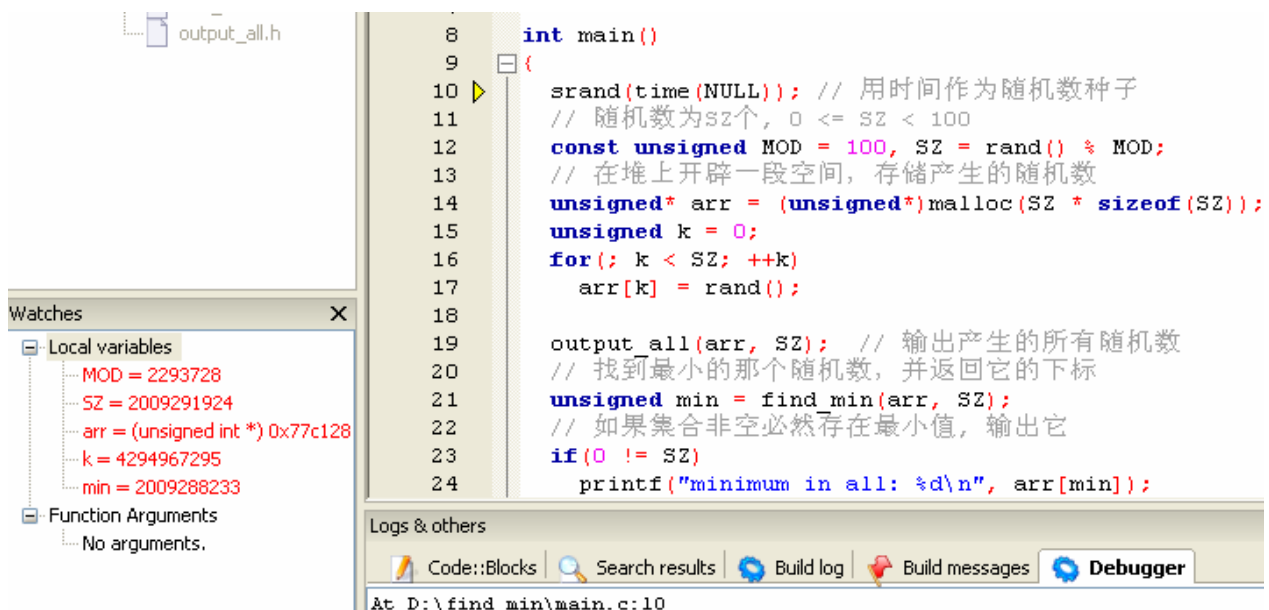 output_all.h
8 int main()
9 {
10 srand(time(NULL)); // 用时间作为随机数种子
11 // 随机数为SZ个, 0 <= SZ < 100
12 const unsigned MOD = 100, SZ = rand() % MOD;
13 // 在堆上开辟一段空间, 存储产生的随机数
14 unsigned* arr = (unsigned*)malloc(SZ * sizeof(SZ));
15 unsigned k = 0;
16 for(; k < SZ; ++k)
17 arr[k] = rand();
18
19 output_all(arr, SZ); // 输出产生的所有随机数
20 // 找到最小的那个随机数, 并返回它的下标
21 unsigned min = find_min(arr, SZ);
22 // 如果集合非空必然存在最小值, 输出它
23 if(0 != SZ)
24 printf("minimum in all: %d\n", arr[min]);
Watches X
Local variables
MOD = 2293728
SZ = 2009291924
arr = (unsigned int *) 0x77c128
k = 4294967295
min = 2009288233
Function Arguments
No arguments.
Logs & others
Code::Blocks Search results Build log Build messages Debugger
At D:\find_min\main.c:10